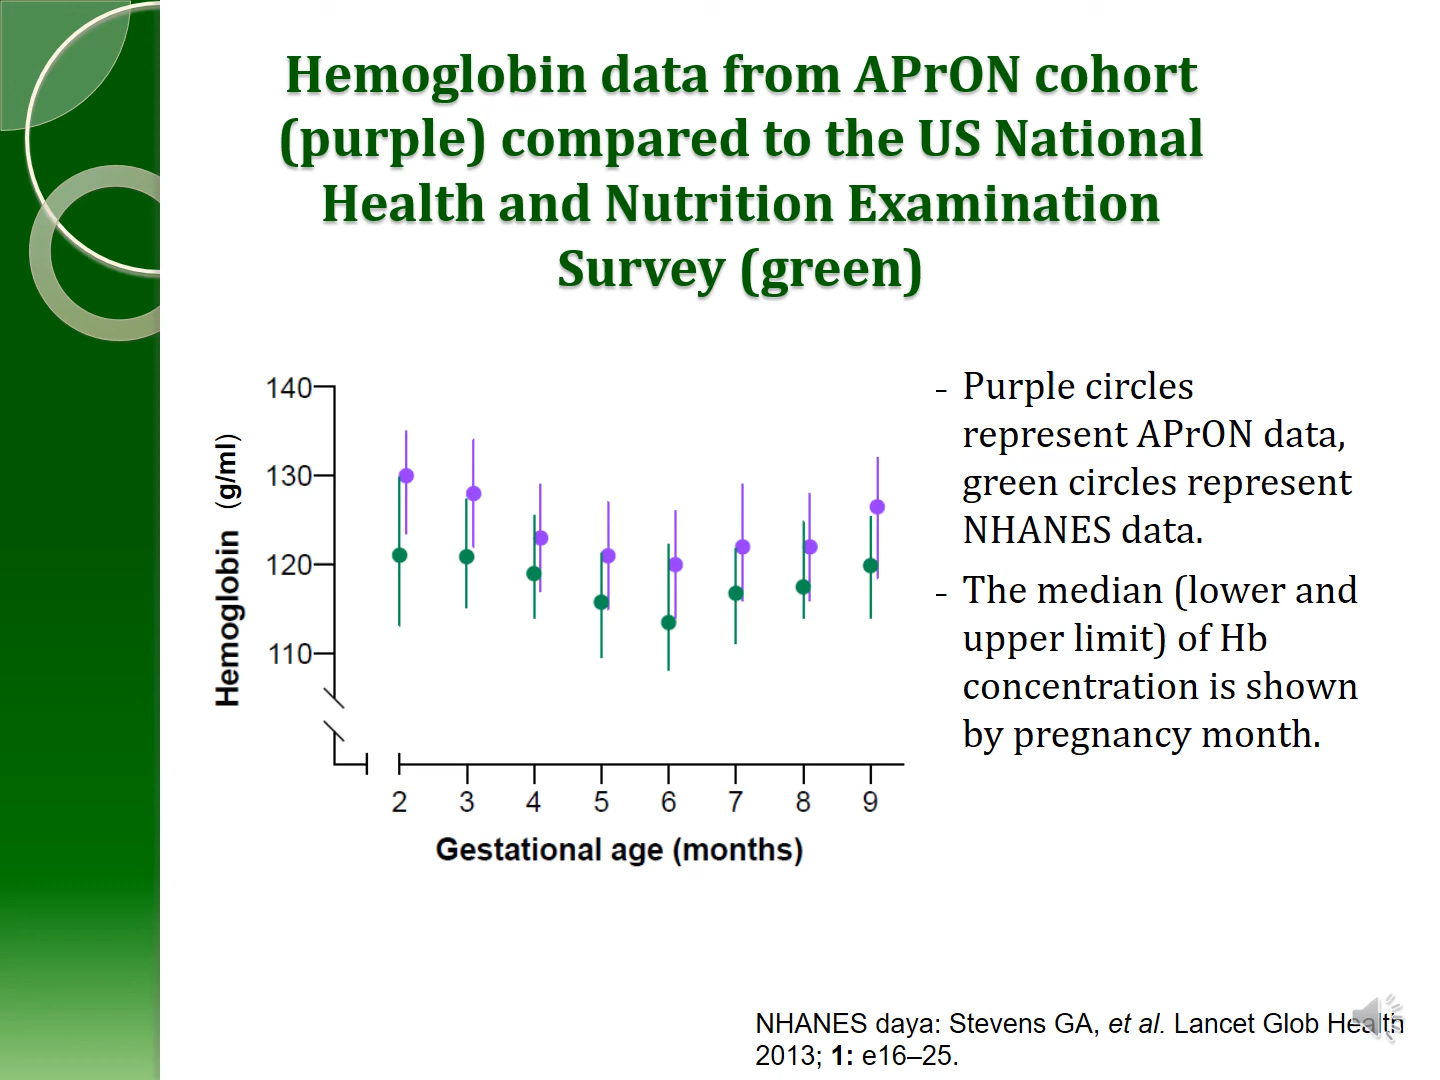 Hemoglobin data from APrON cohort
(purple) compared to the US National
Health and Nutrition Examination
Survey (green)
140
130
120
110
Hemoglobin (g/ml)
2 3 4 5 6 7 8 9
Gestational age (months)
- Purple circles
represent APrON data,
green circles represent
NHANES data.
- The median (lower and
upper limit) of Hb
concentration is shown
by pregnancy month.
NHANES daya: Stevens GA, et al. Lancet Glob Health
2013; 1: e16–25.